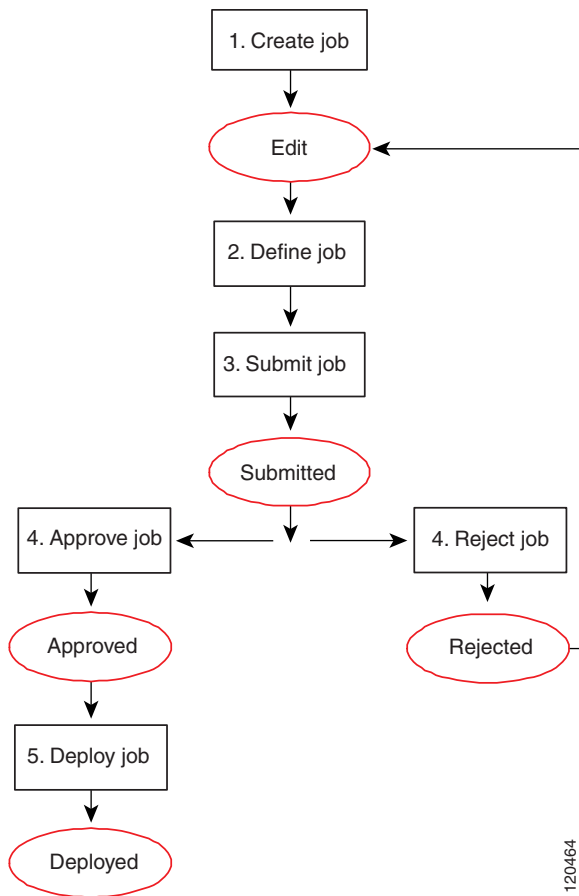 1. Create job
Edit
2. Define job
3. Submit job
Submitted
4. Approve job
4. Reject job
Approved
Rejected
5. Deploy job
Deployed
120464